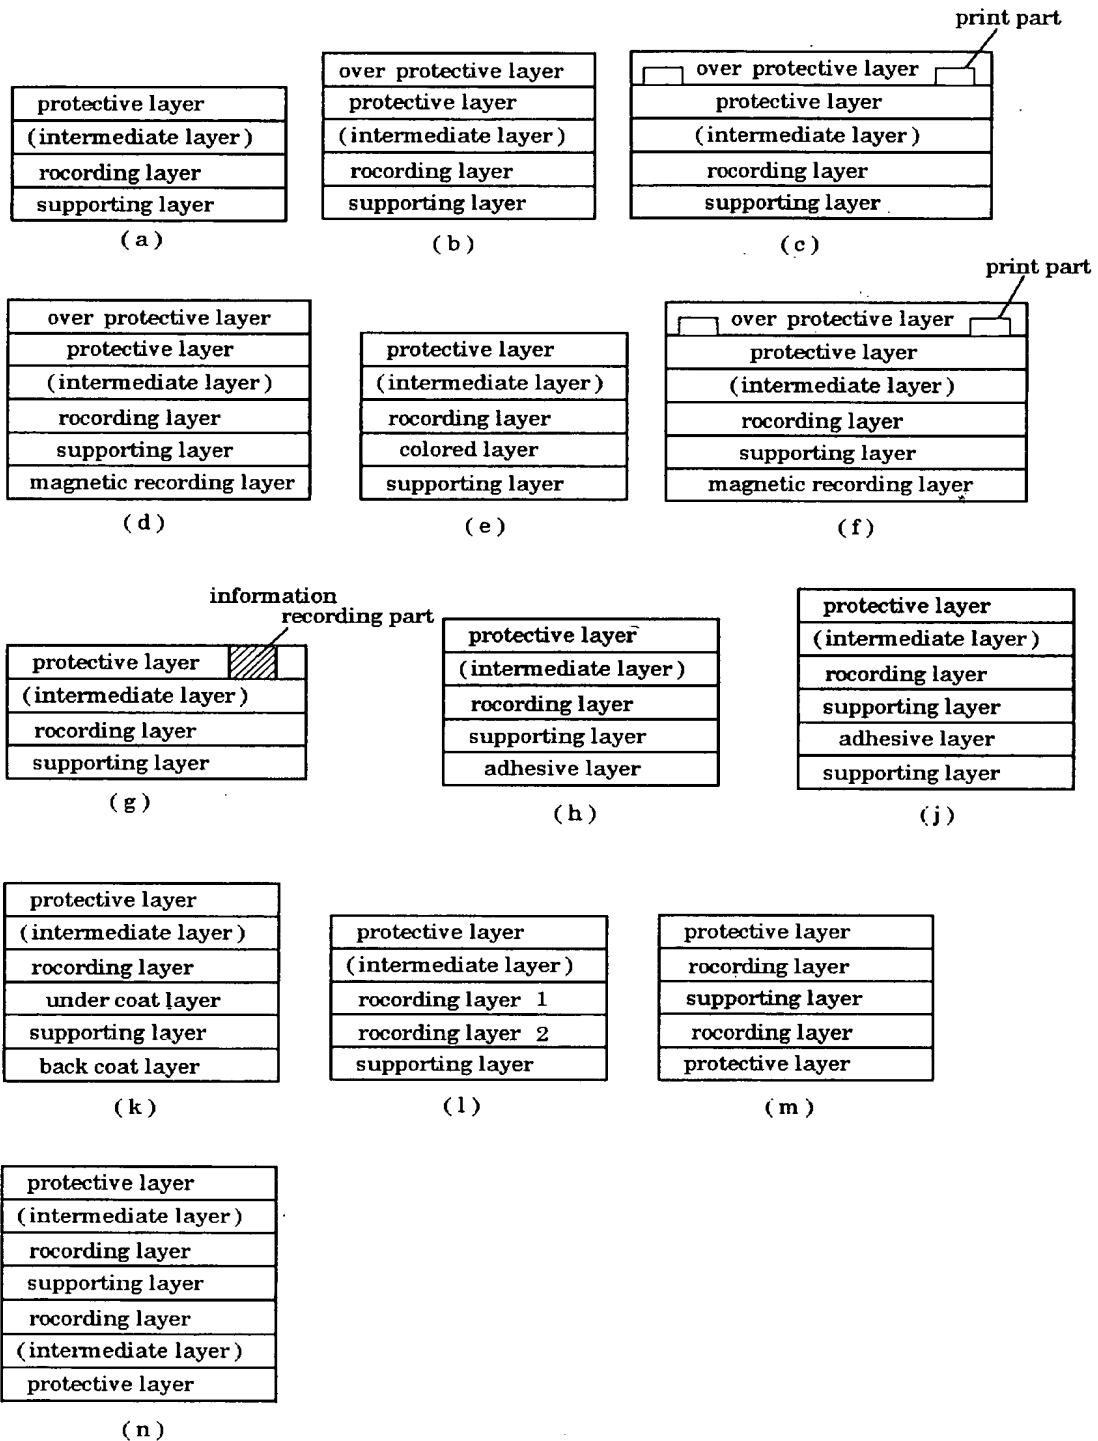 print part
over protective layer
protective layer
(intermediate layer)
rocording layer
supporting layer
(c)
over protective layer
protective layer
(intermediate layer)
rocording layer
supporting layer
(b)
protective layer
(intermediate layer)
rocording layer
supporting layer
(a)
over protective layer
protective layer
(intermediate layer)
rocording layer
supporting layer
magnetic recording layer
(d)
protective layer
(intermediate layer)
rocording layer
colored layer
supporting layer
(e)
print part
over protective layer
protective layer
(intermediate layer)
rocording layer
supporting layer
magnetic recording layer
(f)
information
recording part
protective layer
(intermediate layer)
rocording layer
supporting layer
(g)
protective layer
(intermediate layer)
rocording layer
supporting layer
adhesive layer
(h)
protective layer
(intermediate layer)
rocording layer
supporting layer
adhesive layer
supporting layer
(j)
protective layer
(intermediate layer)
rocording layer
under coat layer
supporting layer
back coat layer
(k)
protective layer
(intermediate layer)
rocording layer 1
rocording layer 2
supporting layer
(l)
protective layer
rocording layer
supporting layer
rocording layer
protective layer
(m)
protective layer
(intermediate layer)
rocording layer
supporting layer
rocording layer
(intermediate layer)
protective layer
(n)